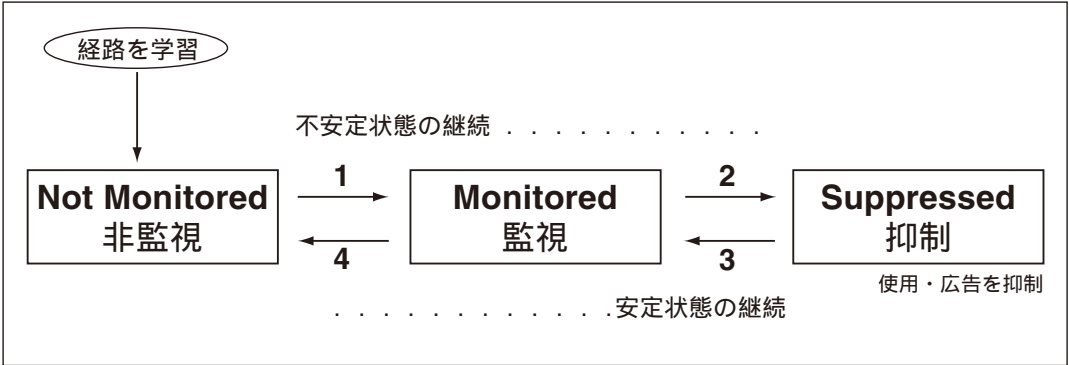 経路を学習
不安定状態の継続 . . . . . . . . . . .
1
2
Not Monitored
非監視
Monitored
監視
Suppressed
抑制
4
3
使用・広告を抑制
. . . . . . . . . . . .安定状態の継続